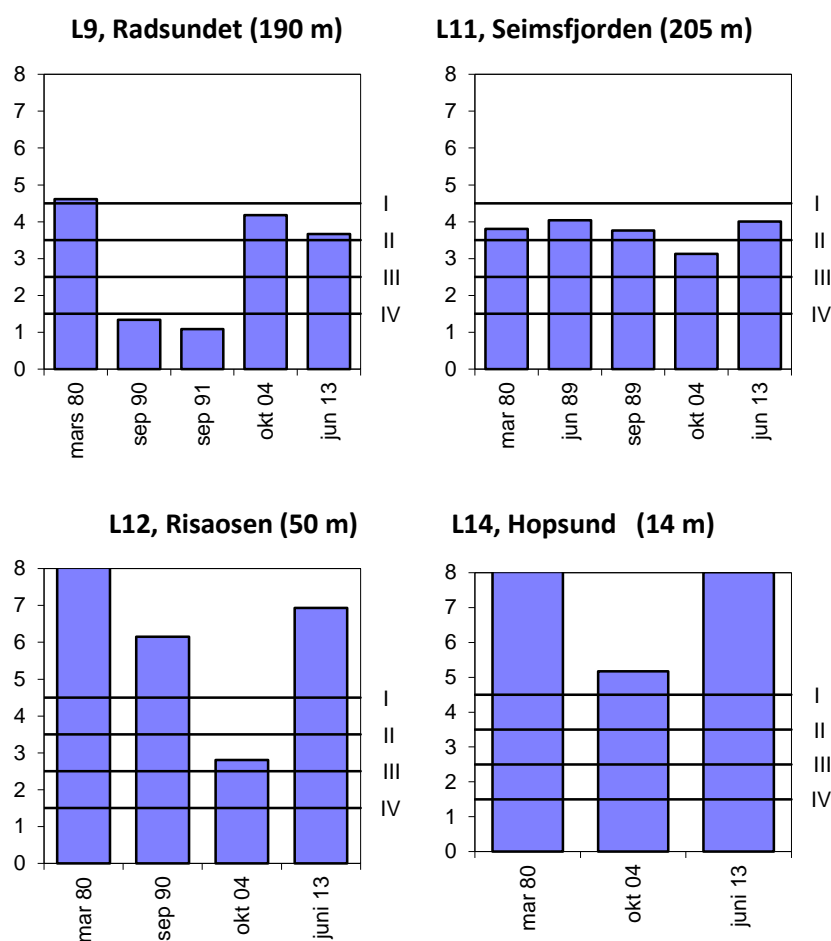 L9, Radsundet (190 m)
8
7
6
5
4
3
2
1
0
I
II
III
IV
mars 80
sep 90
sep 91
okt 04
jun 13
L11, Seimsfjorden (205 m)
8
7
6
5
4
3
2
1
0
I
II
III
IV
mar 80
jun 89
sep 89
okt 04
jun 13
L12, Risaosen (50 m)
8
7
6
5
4
3
2
1
0
I
II
III
IV
mar 80
sep 90
okt 04
juni 13
L14, Hopsund (14 m)
8
7
6
5
4
3
2
1
0
I
II
III
IV
mar 80
okt 04
juni 13